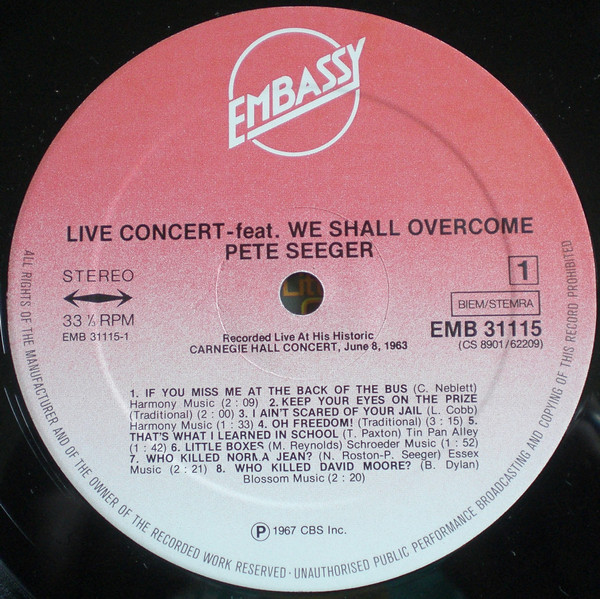 EMBASSY
LIVE CONCERT-feat. WE SHALL OVERCOME
PETE SEEGER
STEREO
33 ⅓ RPM
EMB 31115-1
1
BIEM/STEMRA
EMB 31115
(CS 8901/62209)
Recorded Live At His Historic
CARNEGIE HALL CONCERT, June 8, 1963
1. IF YOU MISS ME AT THE BACK OF THE BUS (C. Neblett)
Harmony Music (2 : 09) 2. KEEP YOUR EYES ON THE PRIZE
(Traditional) (2 : 00) 3. I AIN'T SCARED OF YOUR JAIL (L. Cobb)
Harmony Music (1 : 33) 4. OH FREEDOM! (Traditional) (3 : 15) 5.
THAT'S WHAT I LEARNED IN SCHOOL (T. Paxton) Tin Pan Alley
(1 : 42) 6. LITTLE BOXES (M. Reynolds) Schroeder Music (1 : 52)
7. WHO KILLED NORMA JEAN? (N. Roston-P. Seeger) Essex
Music (2 : 21) 8. WHO KILLED DAVID MOORE? (B. Dylan)
Blossom Music (2 : 20)
Ⓟ 1967 CBS Inc.
ALL RIGHTS OF THE MANUFACTURER AND OF THE OWNER OF THE RECORDED WORK RESERVED · UNAUTHORISED PUBLIC PERFORMANCE BROADCASTING AND COPYING OF THIS RECORD PROHIBITED